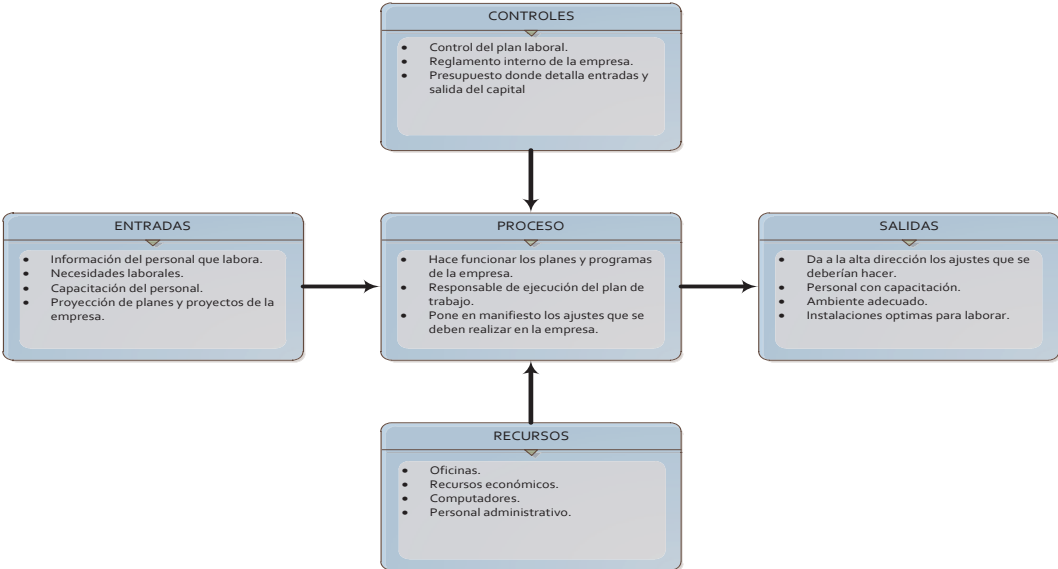 CONTROLES
• Control del plan laboral.
• Reglamento interno de la empresa.
• Presupuesto donde detalla entradas y
salida del capital
ENTRADAS
• Información del personal que labora.
• Necesidades laborales.
• Capacitación del personal.
• Proyección de planes y proyectos de la
empresa.
PROCESO
• Hace funcionar los planes y programas
de la empresa.
• Responsable de ejecución del plan de
trabajo.
• Pone en manifiesto los ajustes que se
deben realizar en la empresa.
SALIDAS
• Da a la alta dirección los ajustes que se
deberían hacer.
• Personal con capacitación.
• Ambiente adecuado.
• Instalaciones optimas para laborar.
RECURSOS
• Oficinas.
• Recursos económicos.
• Computadores.
• Personal administrativo.